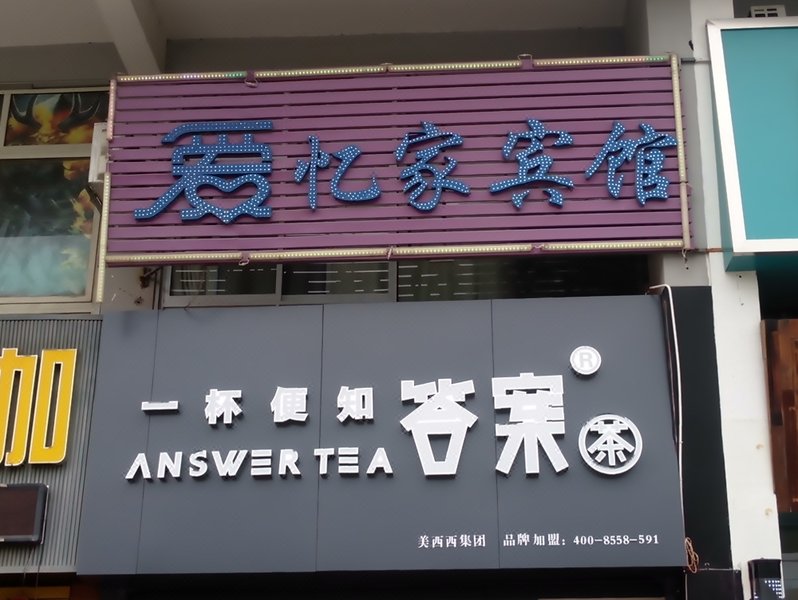 爱忆家宾馆
加
一杯便知 答案®
ANSWER TEA 茶
美西西集团 品牌加盟：400-8558-591